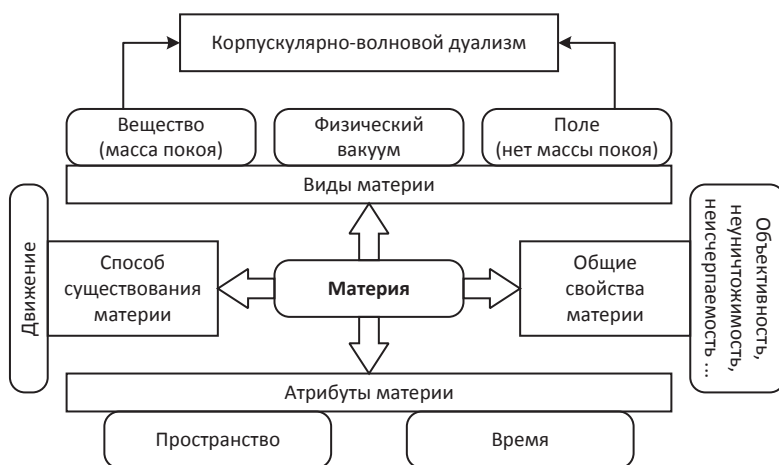 Корпускулярно-волновой дуализм
Вещество
(масса покоя)
Физический
вакуум
Поле
(нет массы покоя)
Виды материи
Движение
Способ
существования
материи
Материя
Общие
свойства
материи
Объективность,
неуничтожимость,
неисчерпаемость ...
Атрибуты материи
Пространство
Время